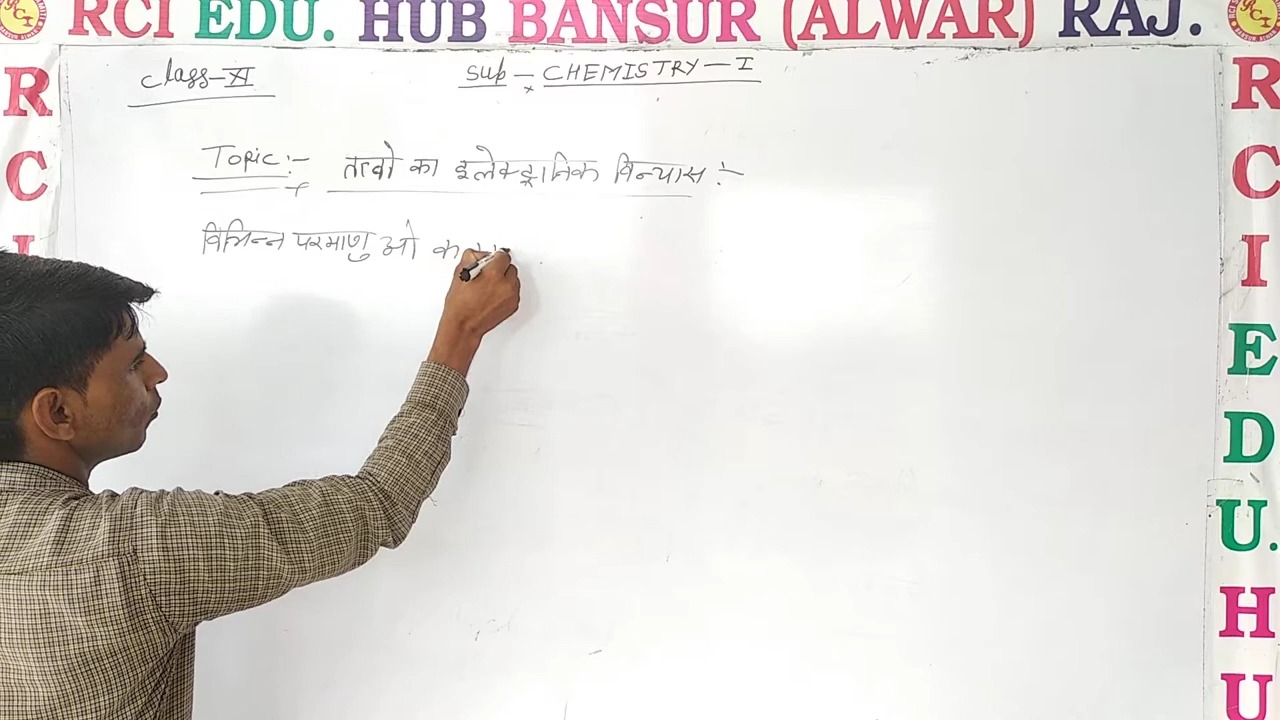 RCI EDU. HUB BANSUR (ALWAR) RAJ.
Class-XI
Sub - CHEMISTRY-I
Topic:- तत्वो का इलेक्ट्रानिक विन्यास :-
विभिन्न परमाणु ओ
R
C
I
R
C
I
E
D
U.
H
U